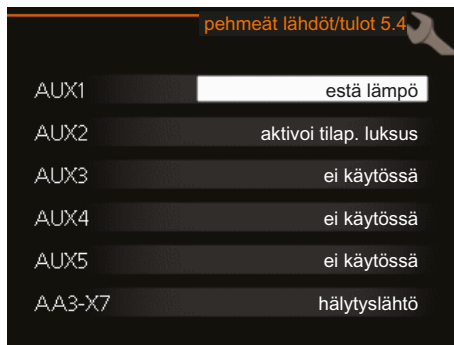 pehmeät lähdöt/tulot 5.4
AUX1 estä lämpö
AUX2 aktivoi tilap. luksus
AUX3 ei käytössä
AUX4 ei käytössä
AUX5 ei käytössä
AA3-X7 hälytyslähtö